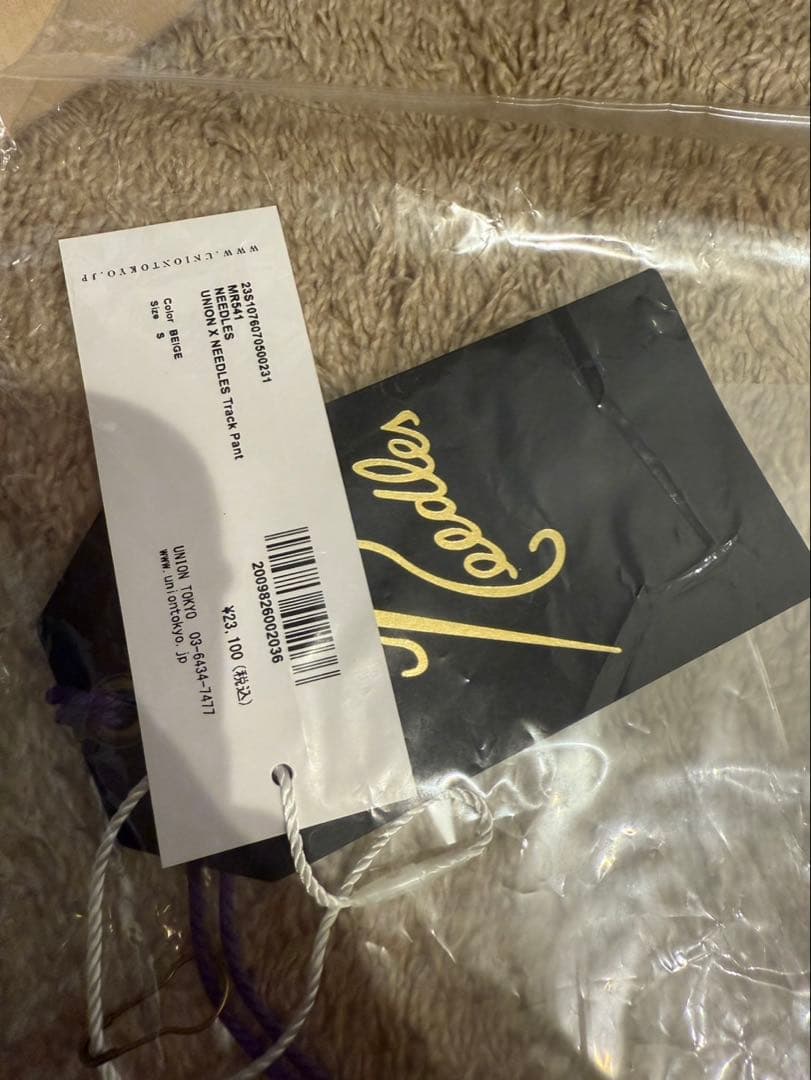 WWW.UNIONTOKYO.JP
23S1076070500231
MR541
NEEDLES
UNION X NEEDLES Track Pant
Color BEIGE
Size S
2009826002036
¥23,100(税込)
UNION TOKYO 03-6434-7477
www.uniontokyo.jp
Needles